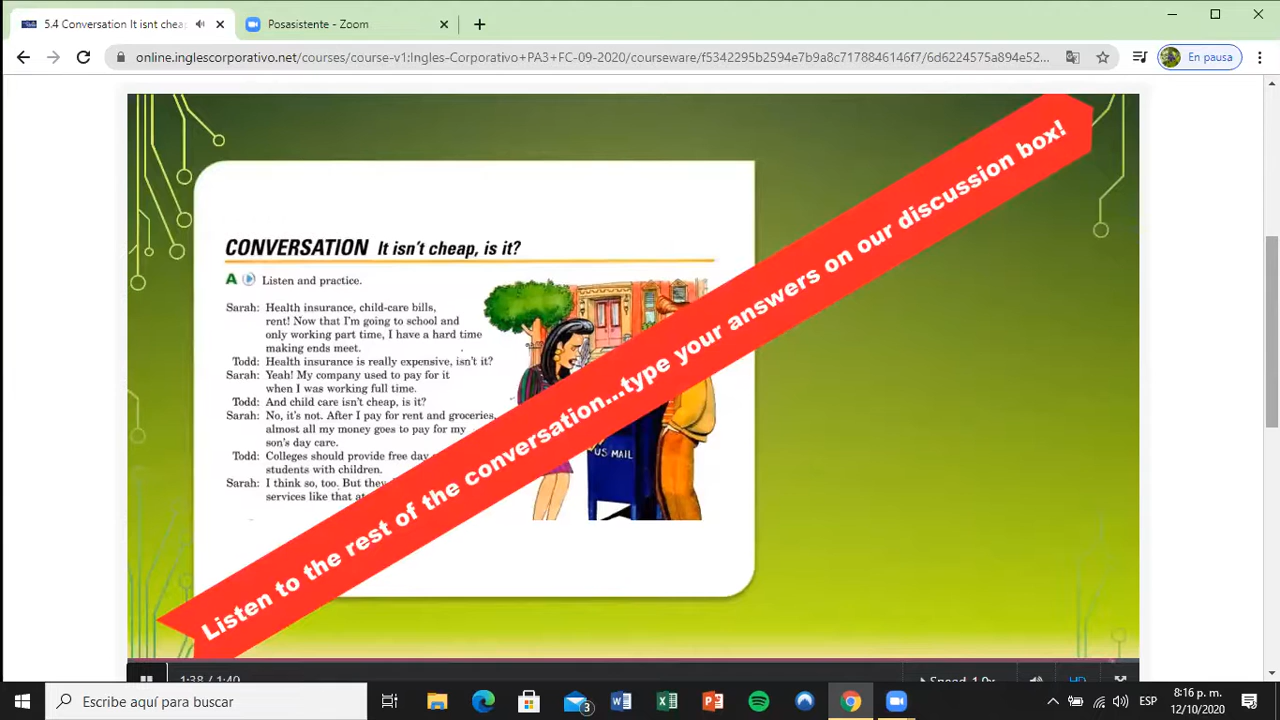 5.4 Conversation It isnt cheap
Posasistente - Zoom
online.inglescorporativo.net/courses/course-v1:Ingles-Corporativo+PA3+FC-09-2020/courseware/f5342295b2594e7b9a8c7178846146f7/6d6224575a894e52...
En pausa
CONVERSATION It isn't cheap, is it?
A Listen and practice.
Sarah: Health insurance, child-care bills,
rent! Now that I'm going to school and
only working part time, I have a hard time
making ends meet.
Todd: Health insurance is really expensive, isn't it?
Sarah: Yeah! My company used to pay for it
when I was working full time.
Todd: And child care isn't cheap, is it?
Sarah: No, it's not. After I pay for rent and groceries,
almost all my money goes to pay for my
son's day care.
Todd: Colleges should provide free day
students with children.
Sarah: I think so, too. But they
services like that
US MAIL
Listen to the rest of the conversation...type your answers on our discussion box!
1:38 / 1:40
Speed 1.0x
HD
Escribe aquí para buscar
3
ESP
8:16 p. m.
12/10/2020